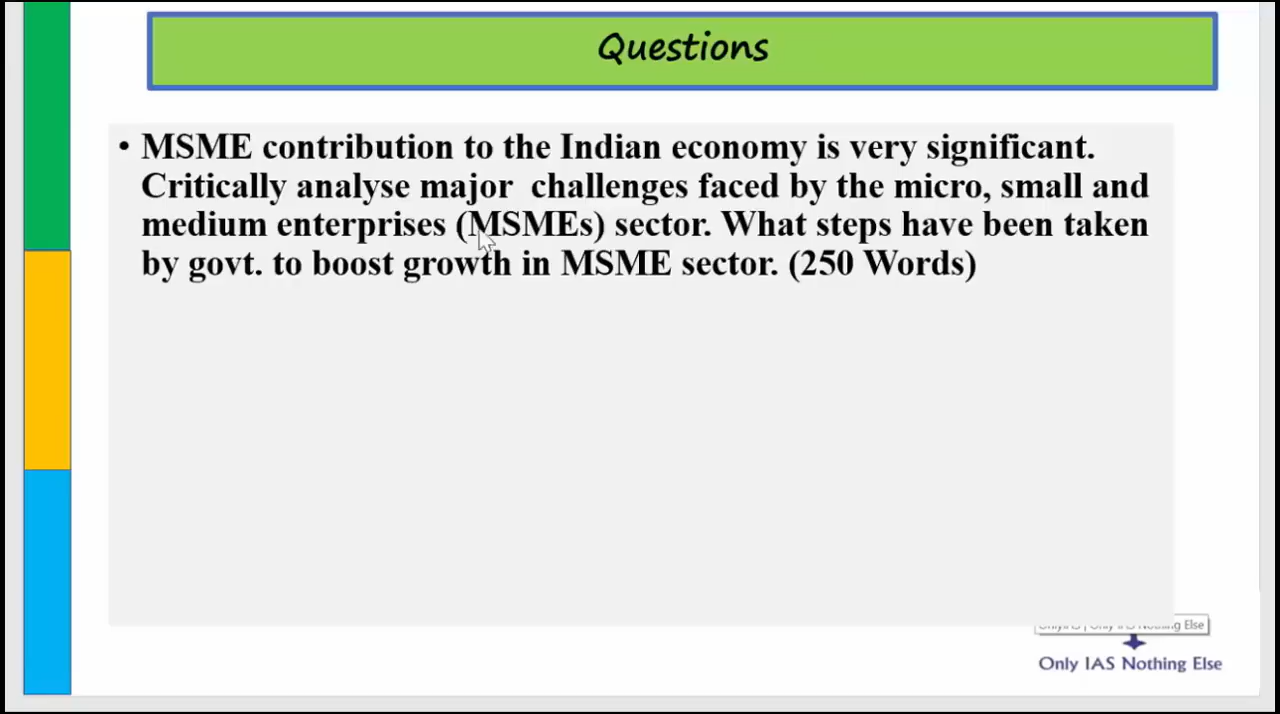 Questions
• MSME contribution to the Indian economy is very significant.
Critically analyse major challenges faced by the micro, small and
medium enterprises (MSMEs) sector. What steps have been taken
by govt. to boost growth in MSME sector. (250 Words)
Nothing Else
Only IAS Nothing Else